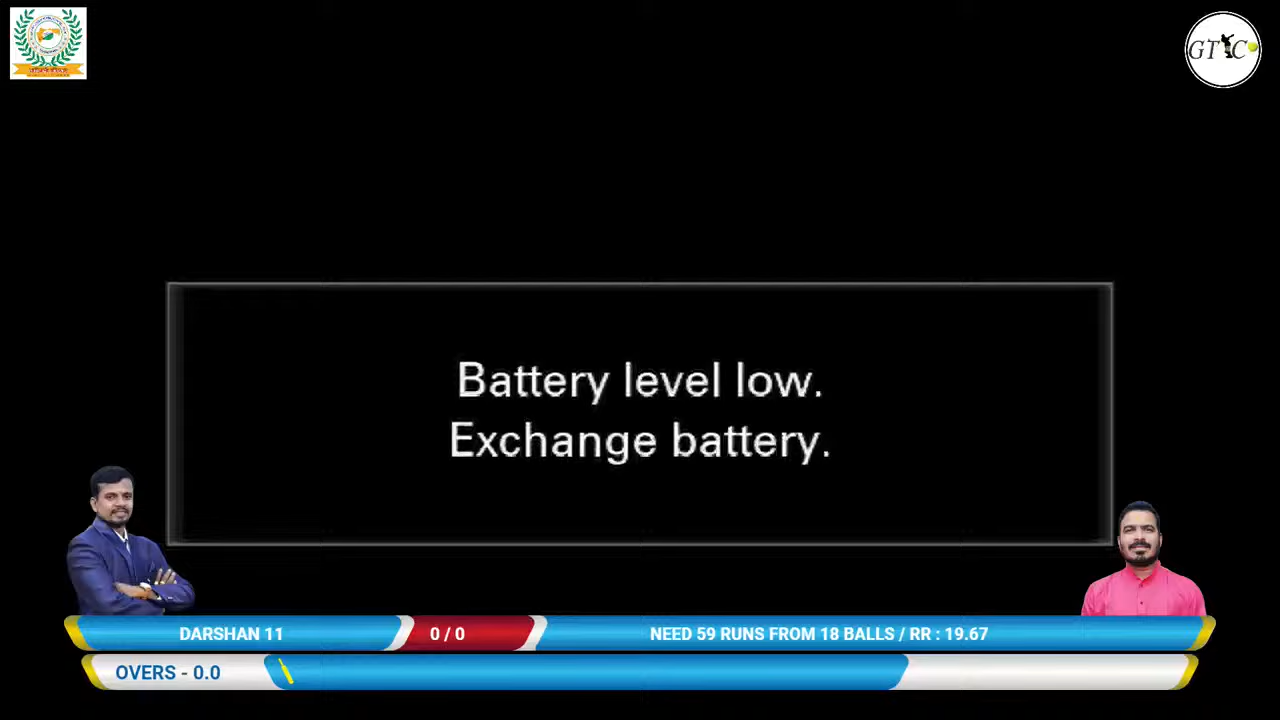 GTC
Battery level low.
Exchange battery.
DARSHAN 11
0 / 0
NEED 59 RUNS FROM 18 BALLS / RR : 19.67
OVERS - 0.0